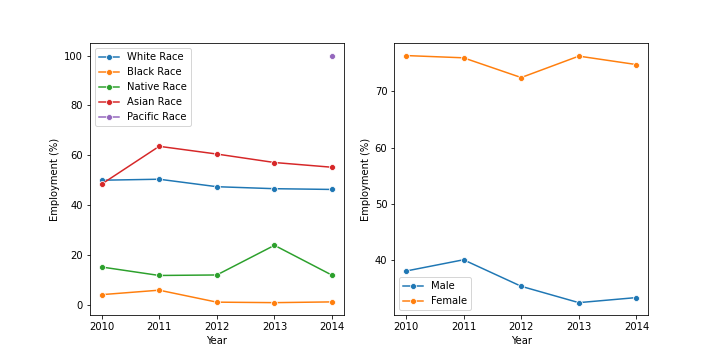 100
80
60
40
20
0
Employment (%)
White Race
Black Race
Native Race
Asian Race
Pacific Race
2010 2011 2012 2013 2014
Year
70
60
50
40
Employment (%)
Male
Female
2010 2011 2012 2013 2014
Year